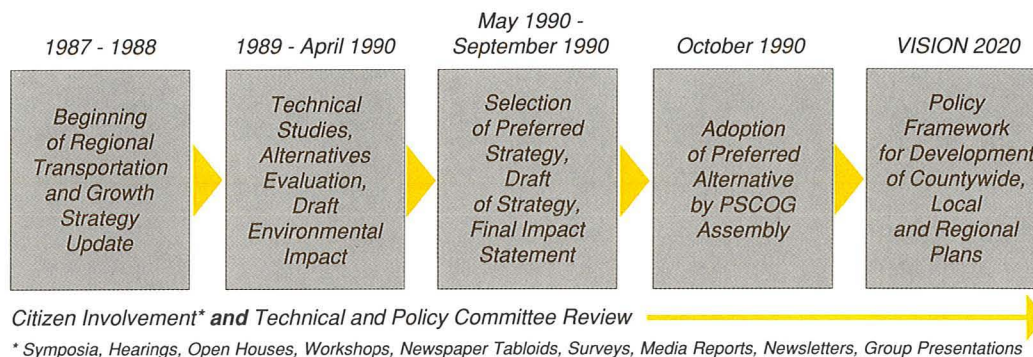 1987 - 1988
Beginning
of Regional
Transportation
and Growth
Strategy
Update
1989 - April 1990
Technical
Studies,
Alternatives
Evaluation,
Draft
Environmental
Impact
May 1990 -
September 1990
Selection
of Preferred
Strategy,
Draft
of Strategy,
Final Impact
Statement
October 1990
Adoption
of Preferred
Alternative
by PSCOG
Assembly
VISION 2020
Policy
Framework
for Development
of Countywide,
Local
and Regional
Plans
Citizen Involvement* and Technical and Policy Committee Review
* Symposia, Hearings, Open Houses, Workshops, Newspaper Tabloids, Surveys, Media Reports, Newsletters, Group Presentations